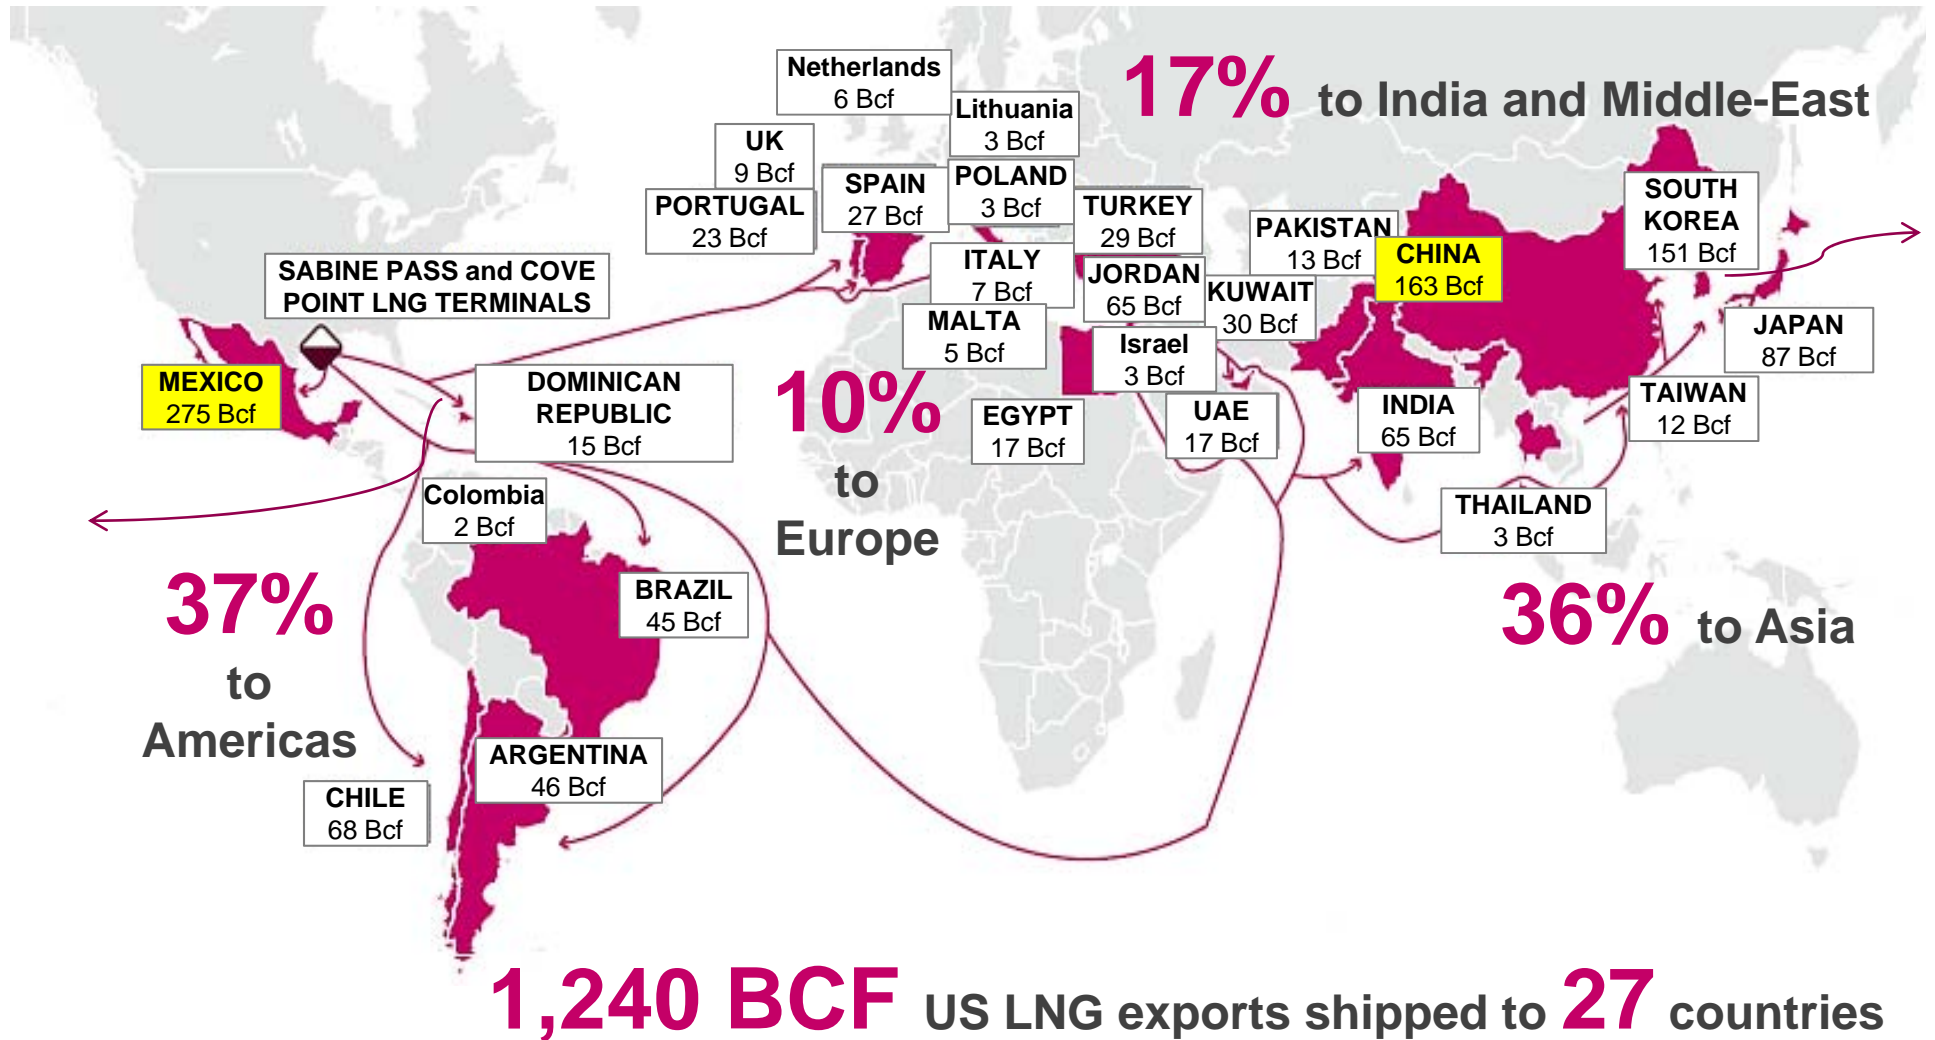 Netherlands
6 Bcf
17% to India and Middle-East
Lithuania
3 Bcf
UK
9 Bcf
SPAIN
27 Bcf
POLAND
3 Bcf
PORTUGAL
23 Bcf
TURKEY
29 Bcf
PAKISTAN
13 Bcf
CHINA
163 Bcf
SOUTH
KOREA
151 Bcf
SABINE PASS and COVE
POINT LNG TERMINALS
ITALY
7 Bcf
JORDAN
65 Bcf
KUWAIT
30 Bcf
MALTA
5 Bcf
Israel
3 Bcf
JAPAN
87 Bcf
MEXICO
275 Bcf
DOMINICAN
REPUBLIC
15 Bcf
10%
to
Europe
EGYPT
17 Bcf
UAE
17 Bcf
INDIA
65 Bcf
TAIWAN
12 Bcf
Colombia
2 Bcf
THAILAND
3 Bcf
37%
to
Americas
BRAZIL
45 Bcf
36% to Asia
ARGENTINA
46 Bcf
CHILE
68 Bcf
1,240 BCF US LNG exports shipped to 27 countries